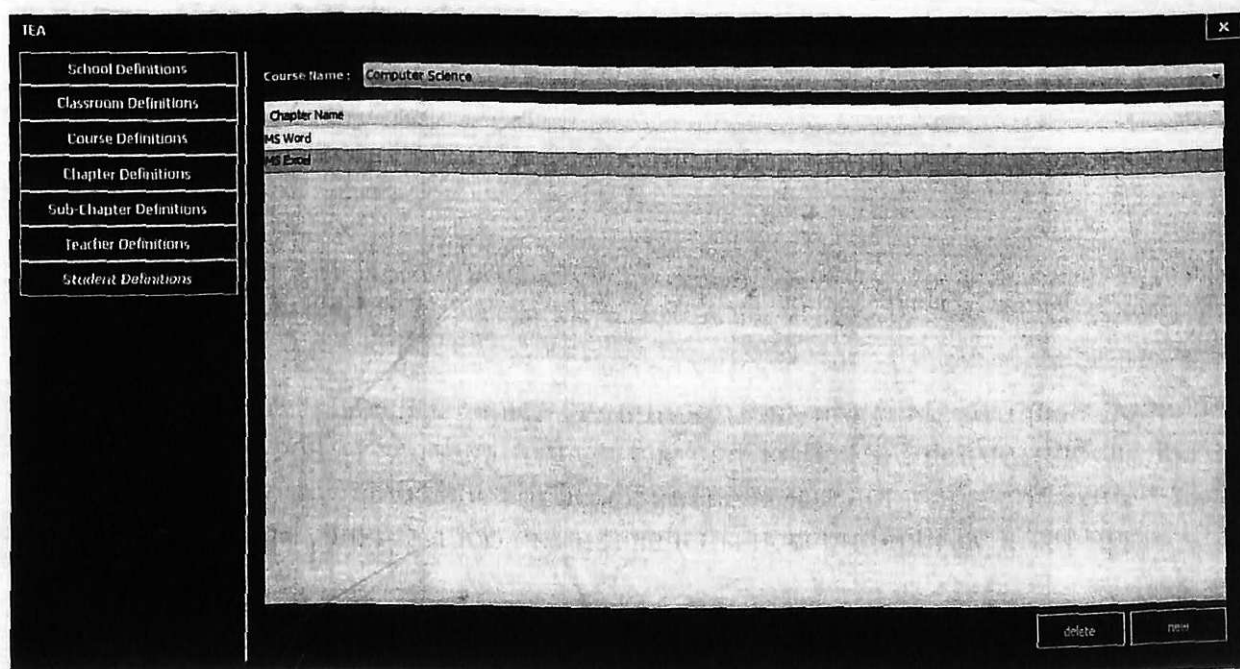 TEA
x
School Definitions
Classroom Definitions
Course Definitions
Chapter Definitions
Sub-Chapter Definitions
Teacher Definitions
Student Definitions
Course Name : Computer Science
Chapter Name
MS Word
MS Excel
delete new